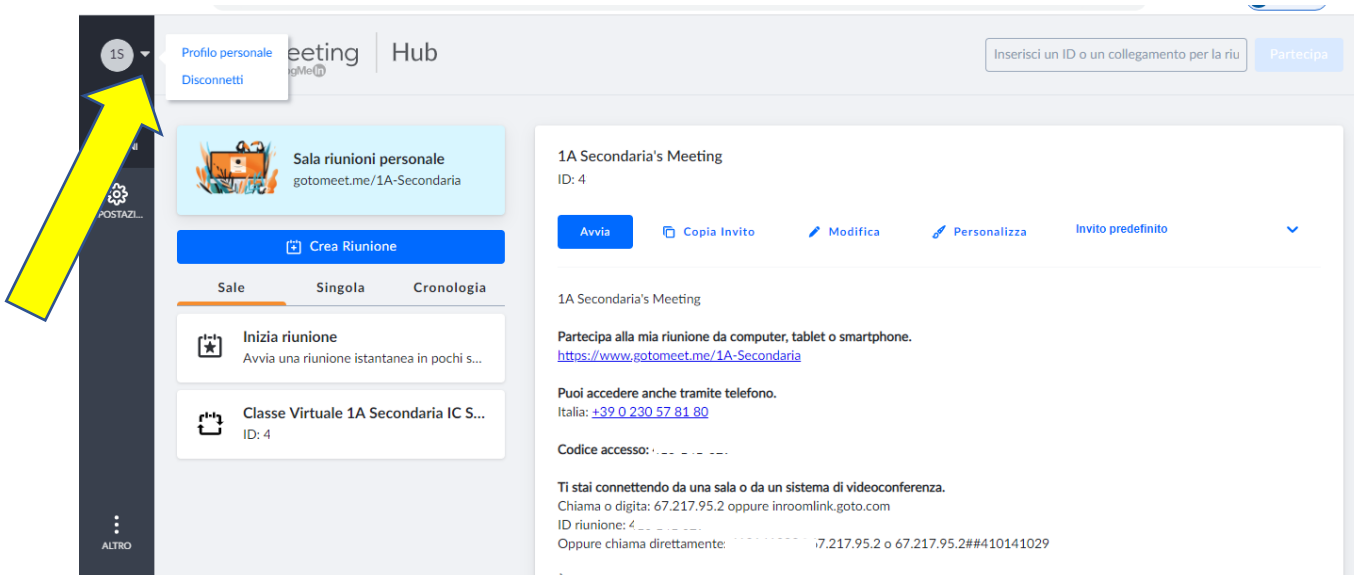 1S
Profilo personale
Disconnetti
eeting Hub
gMe in
Inserisci un ID o un collegamento per la riu
Partecipa
NI
POSTAZI...
ALTRO
Sala riunioni personale
gotomeet.me/1A-Secondaria
Crea Riunione
Sale Singola Cronologia
Inizia riunione
Avvia una riunione istantanea in pochi s...
Classe Virtuale 1A Secondaria IC S...
ID: 4
1A Secondaria's Meeting
ID: 4
Avvia Copia Invito Modifica Personalizza Invito predefinito
1A Secondaria's Meeting
Partecipa alla mia riunione da computer, tablet o smartphone.
https://www.gotomeet.me/1A-Secondaria
Puoi accedere anche tramite telefono.
Italia: +39 0 230 57 81 80
Codice accesso:
Ti stai connettendo da una sala o da un sistema di videoconferenza.
Chiama o digita: 67.217.95.2 oppure inroomlink.goto.com
ID riunione: 4
Oppure chiama direttamente: 67.217.95.2 o 67.217.95.2##410141029